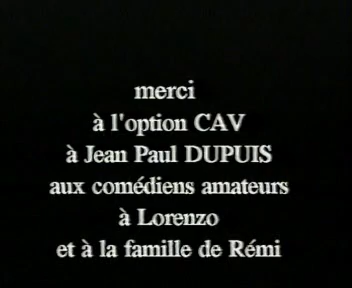 merci
à l'option CAV
à Jean Paul DUPUIS
aux comédiens amateurs
à Lorenzo
et à la famille de Rémi